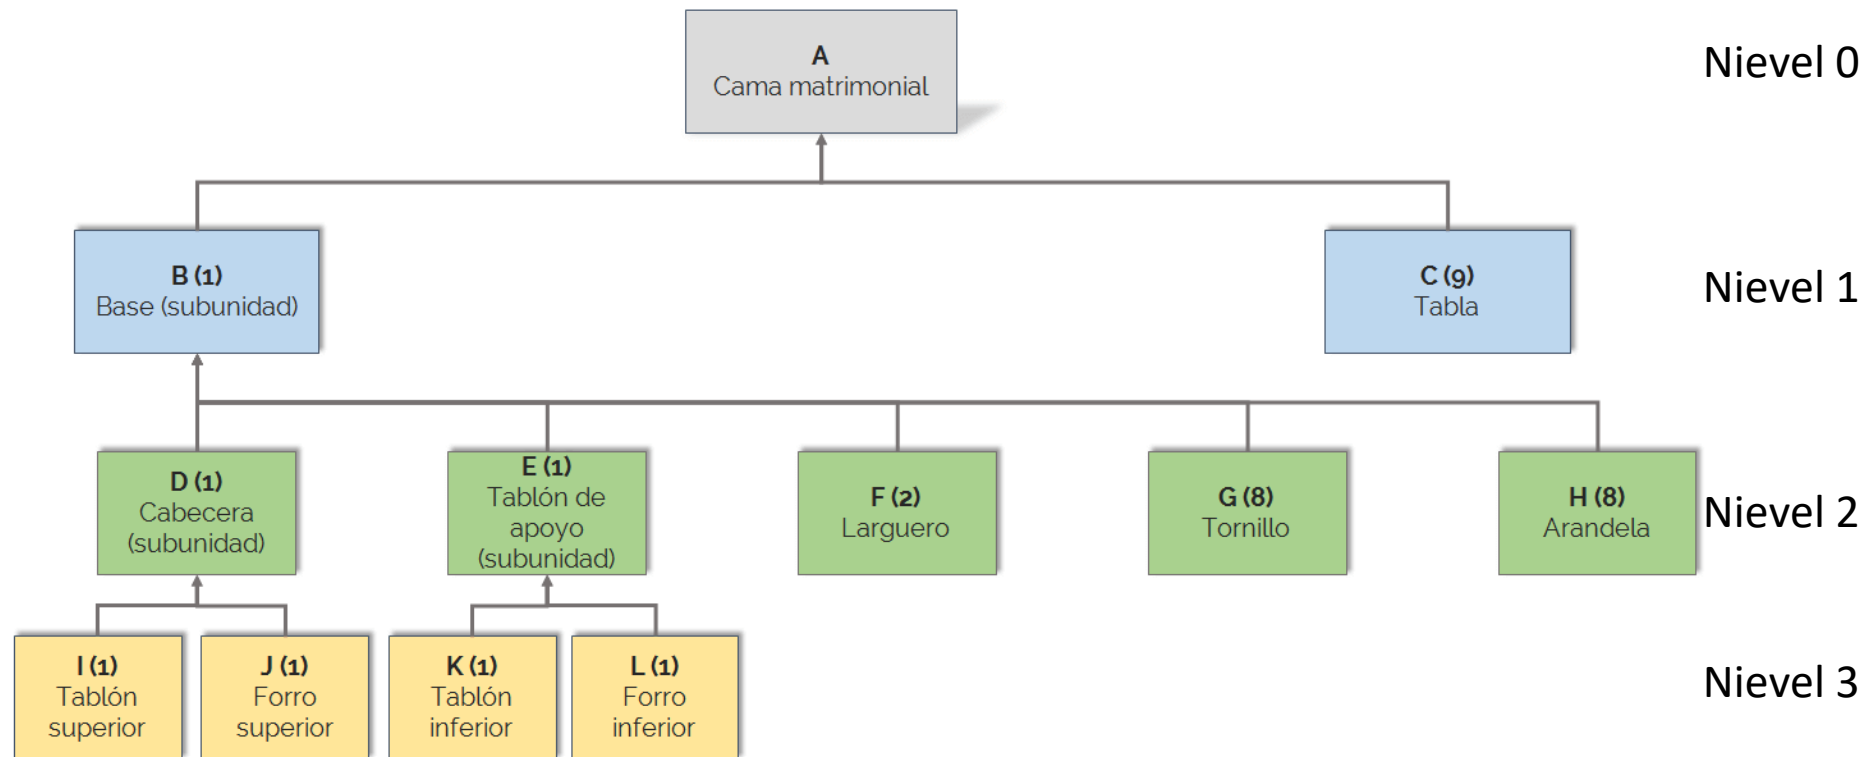 A
Cama matrimonial
Nievel 0
B (1)
Base (subunidad)
C (9)
Tabla
Nievel 1
D (1)
Cabecera
(subunidad)
E (1)
Tablón de
apoyo
(subunidad)
F (2)
Larguero
G (8)
Tornillo
H (8)
Arandela
Nievel 2
I (1)
Tablón
superior
J (1)
Forro
superior
K (1)
Tablón
inferior
L (1)
Forro
inferior
Nievel 3